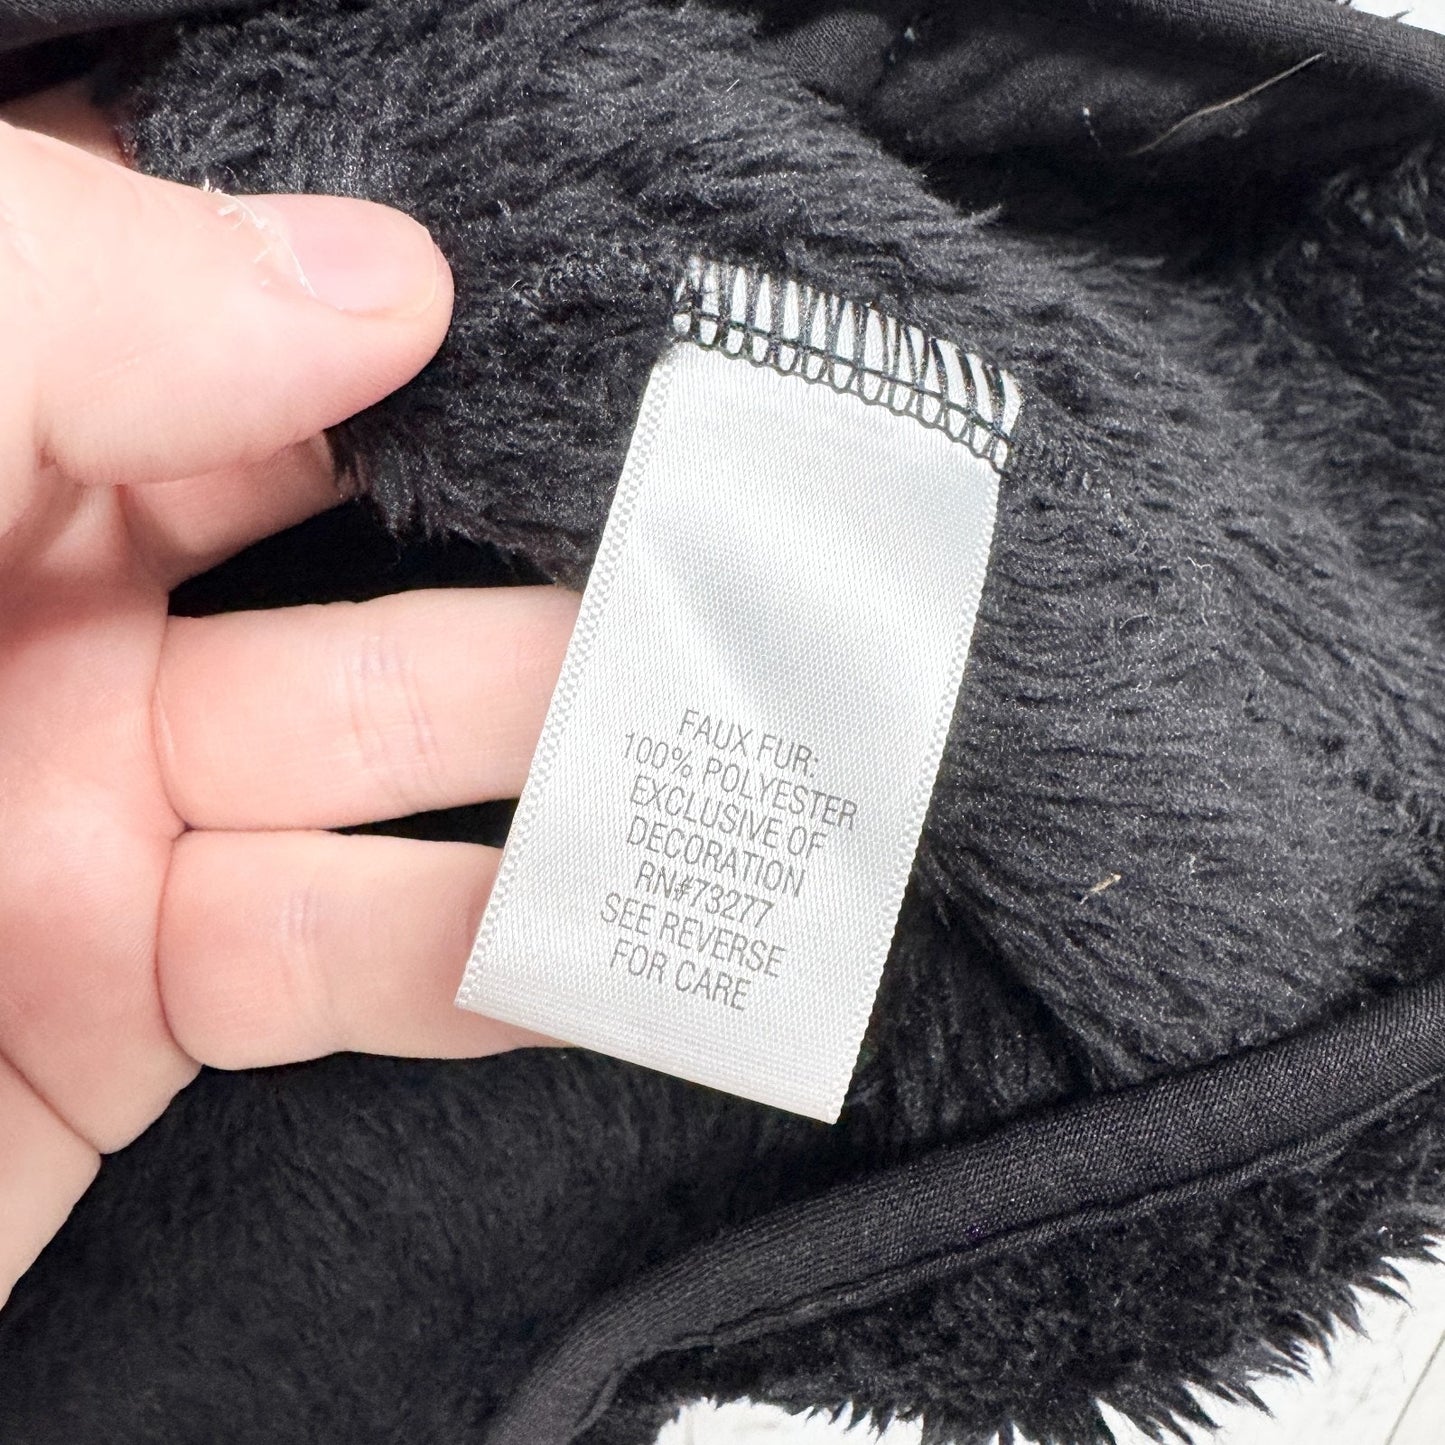 FAUX FUR:
100% POLYESTER
EXCLUSIVE OF
DECORATION
RN#73277
SEE REVERSE
FOR CARE